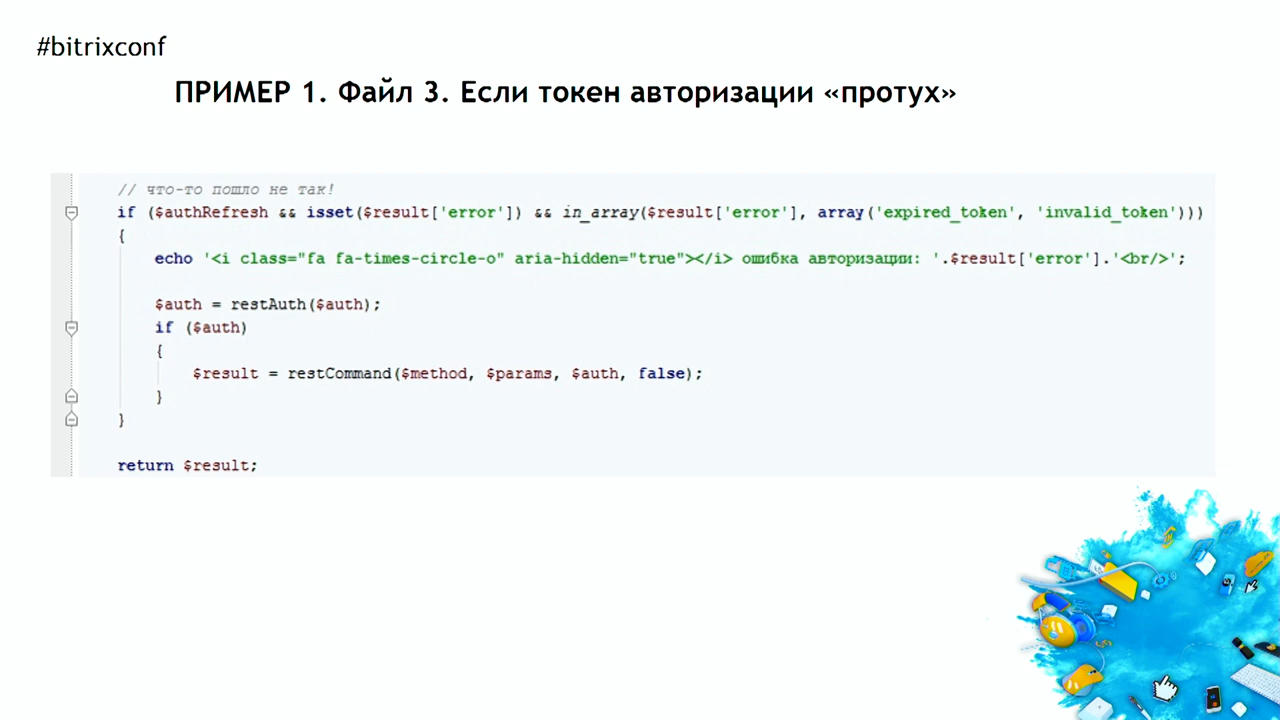 #bitrixconf
ПРИМЕР 1. Файл 3. Если токен авторизации «протух»
// что-то пошло не так!
if ($authRefresh && isset($result['error']) && in_array($result['error'], array('expired_token', 'invalid_token')))
{
echo '<i class="fa fa-times-circle-o" aria-hidden="true"></i> ошибка авторизации: '.$result['error'].'<br/>';
$auth = restAuth($auth);
if ($auth)
{
$result = restCommand($method, $params, $auth, false);
}
}
return $result;